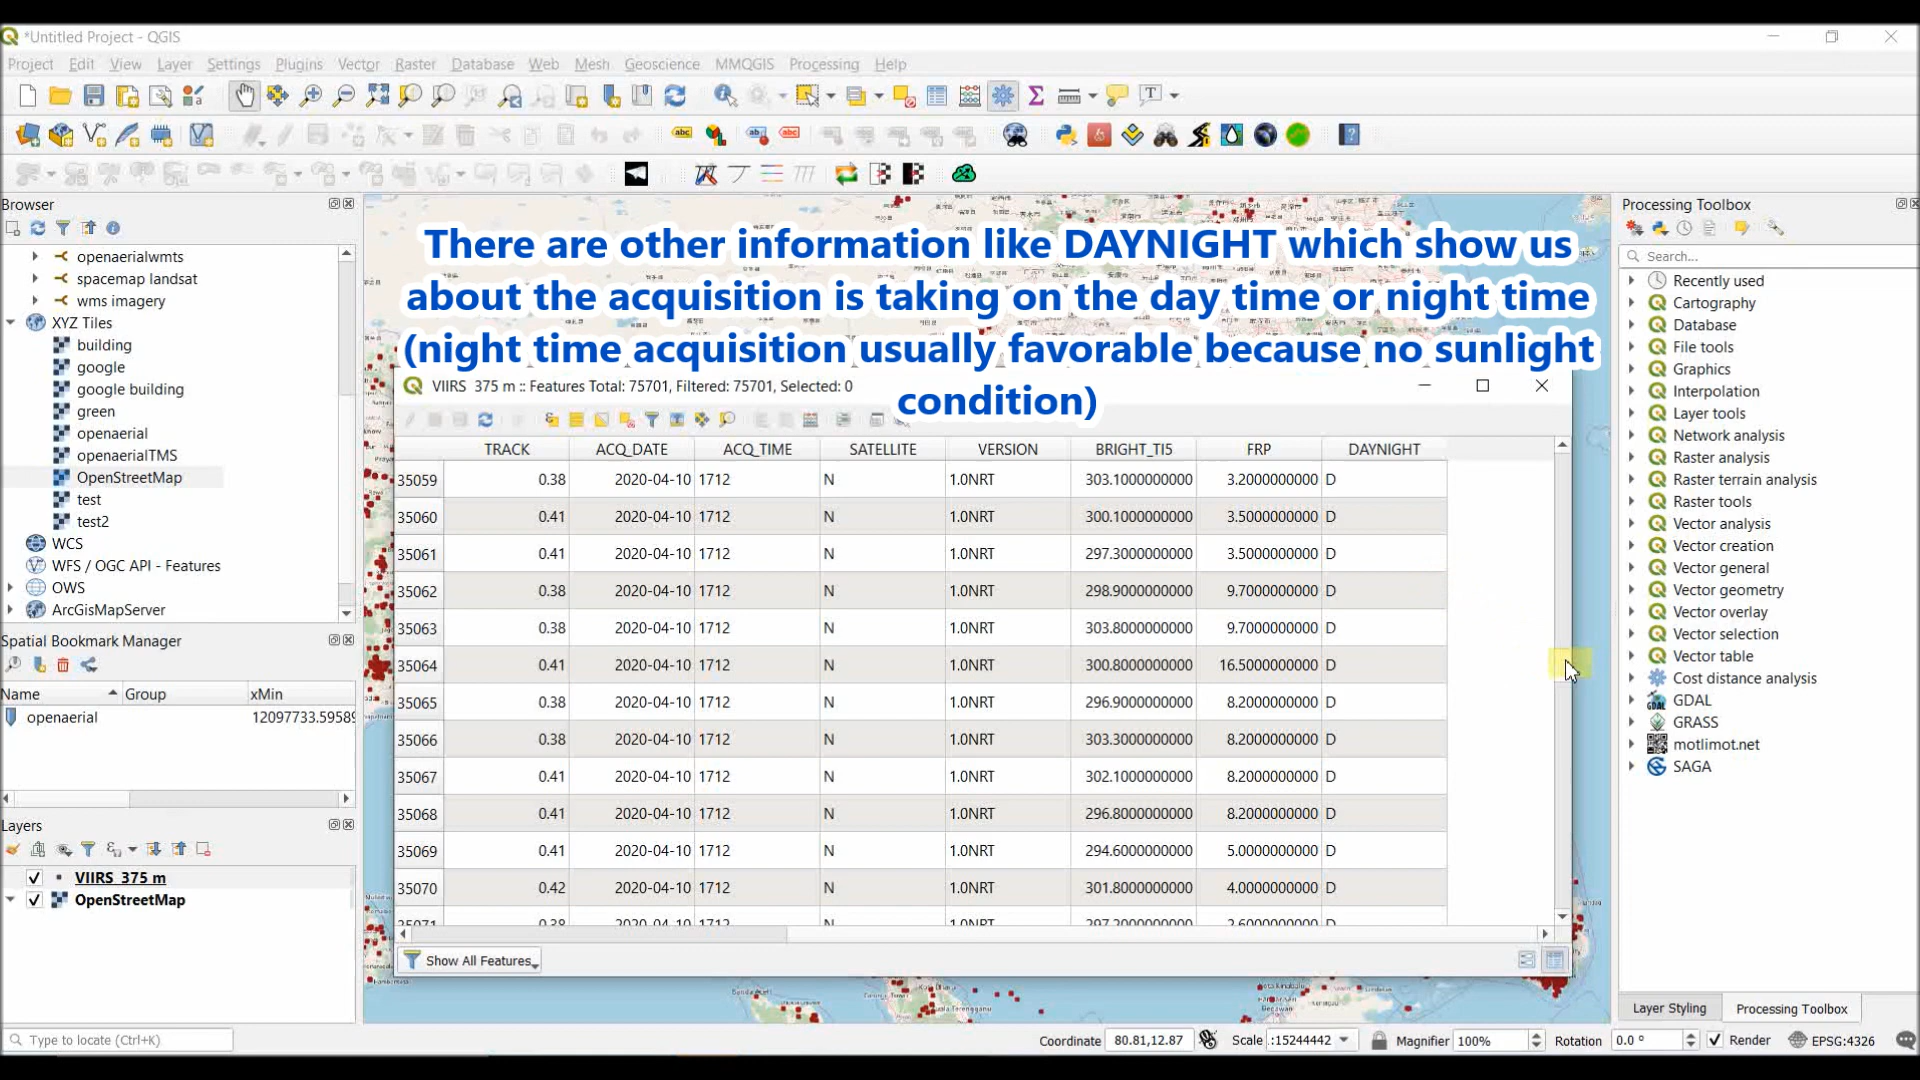 *Untitled Project - QGIS
Project Edit View Layer Settings Plugins Vector Raster Database Web Mesh Geoscience MMQGIS Processing Help
Browser
openaerialwmts
spacemap landsat
wms imagery
XYZ Tiles
building
google
google building
green
openaerial
openaerialTMS
OpenStreetMap
test
test2
WCS
WFS / OGC API - Features
OWS
ArcGisMapServer
Spatial Bookmark Manager
Name Group xMin
openaerial 12097733.59589
Layers
VIIRS 375 m
OpenStreetMap
Type to locate (Ctrl+K)
There are other information like DAYNIGHT which show us
about the acquisition is taking on the day time or night time
(night time acquisition usually favorable because no sunlight
condition)
VIIRS 375 m :: Features Total: 75701, Filtered: 75701, Selected: 0
TRACK ACQ_DATE ACQ_TIME SATELLITE VERSION BRIGHT_TI5 FRP DAYNIGHT
35059 0.38 2020-04-10 1712 N 1.0NRT 303.1000000000 3.2000000000 D
35060 0.41 2020-04-10 1712 N 1.0NRT 300.1000000000 3.5000000000 D
35061 0.41 2020-04-10 1712 N 1.0NRT 297.3000000000 3.5000000000 D
35062 0.38 2020-04-10 1712 N 1.0NRT 298.9000000000 9.7000000000 D
35063 0.38 2020-04-10 1712 N 1.0NRT 303.8000000000 9.7000000000 D
35064 0.41 2020-04-10 1712 N 1.0NRT 300.8000000000 16.5000000000 D
35065 0.38 2020-04-10 1712 N 1.0NRT 296.9000000000 8.2000000000 D
35066 0.38 2020-04-10 1712 N 1.0NRT 303.3000000000 8.2000000000 D
35067 0.41 2020-04-10 1712 N 1.0NRT 302.1000000000 8.2000000000 D
35068 0.41 2020-04-10 1712 N 1.0NRT 296.8000000000 8.2000000000 D
35069 0.41 2020-04-10 1712 N 1.0NRT 294.6000000000 5.0000000000 D
35070 0.42 2020-04-10 1712 N 1.0NRT 301.8000000000 4.0000000000 D
35071 0.38 2020-04-10 1712 N 1.0NRT 297.2000000000 2.6000000000 D
Show All Features
Processing Toolbox
Search...
Recently used
Cartography
Database
File tools
Graphics
Interpolation
Layer tools
Network analysis
Raster analysis
Raster terrain analysis
Raster tools
Vector analysis
Vector creation
Vector general
Vector geometry
Vector overlay
Vector selection
Vector table
Cost distance analysis
GDAL
GRASS
motlimot.net
SAGA
Layer Styling Processing Toolbox
Coordinate 80.81,12.87 Scale :15244442 Magnifier 100% Rotation 0.0 ° Render EPSG:4326